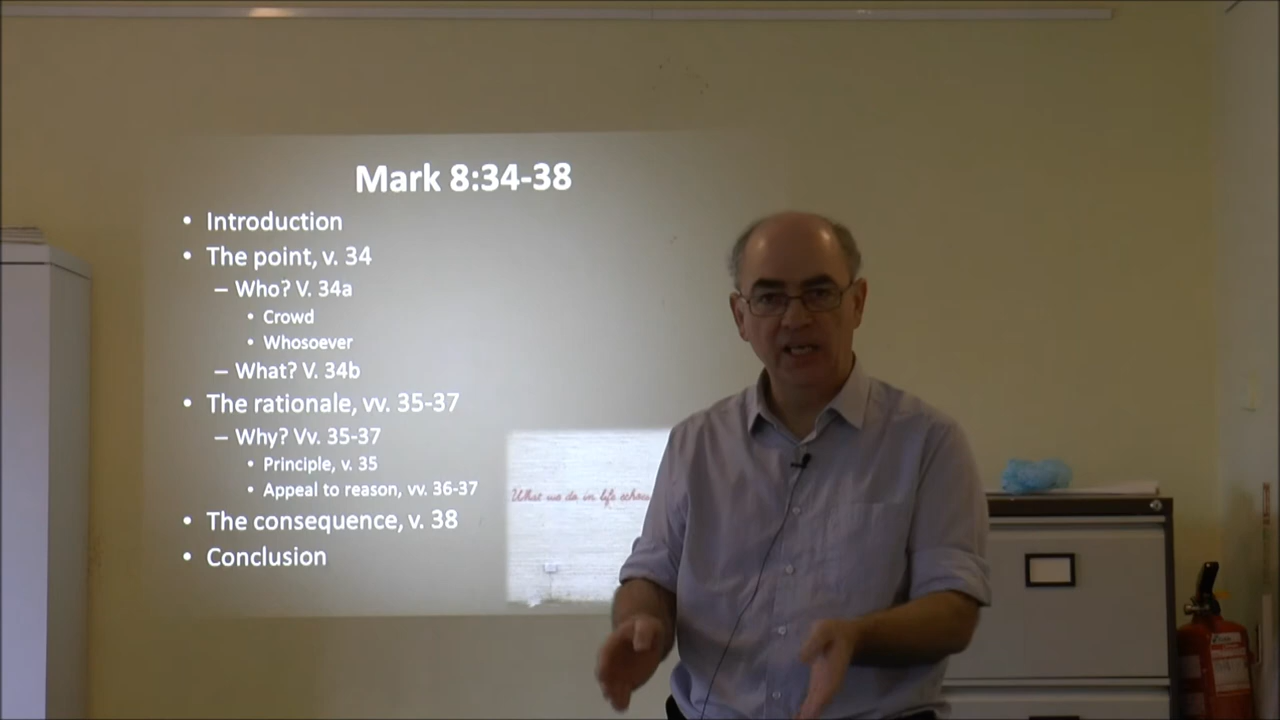 Mark 8:34-38
• Introduction
• The point, v. 34
– Who? V. 34a
• Crowd
• Whosoever
– What? V. 34b
• The rationale, vv. 35-37
– Why? Vv. 35-37
• Principle, v. 35
• Appeal to reason, vv. 36-37
• The consequence, v. 38
• Conclusion
What we do in life